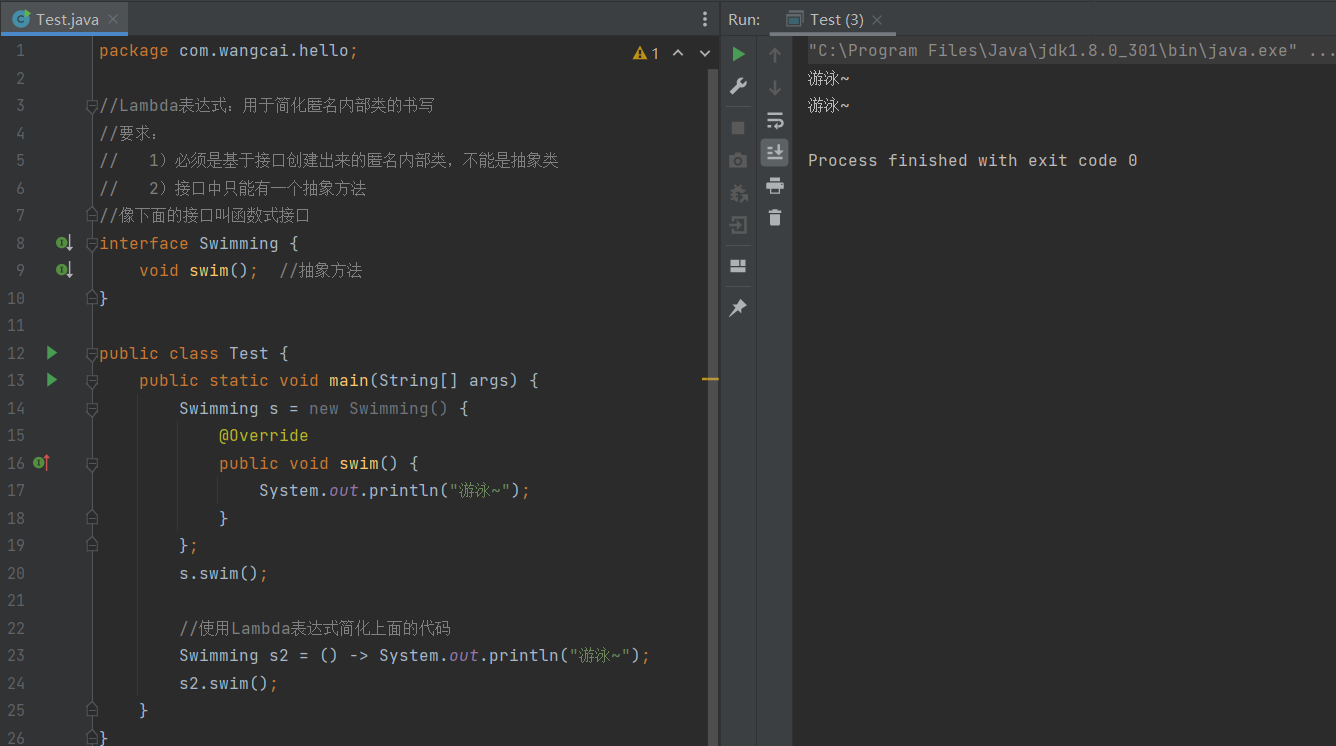 Test.java
1
Run:
Test (3)
1 package com.wangcai.hello;
2
3 //Lambda表达式：用于简化匿名内部类的书写
4 //要求：
5 //   1）必须是基于接口创建出来的匿名内部类，不能是抽象类
6 //   2）接口中只能有一个抽象方法
7 //像下面的接口叫函数式接口
8 interface Swimming {
9     void swim();  //抽象方法
10 }
11
12 public class Test {
13     public static void main(String[] args) {
14         Swimming s = new Swimming() {
15             @Override
16             public void swim() {
17                 System.out.println("游泳~");
18             }
19         };
20         s.swim();
21
22         //使用Lambda表达式简化上面的代码
23         Swimming s2 = () -> System.out.println("游泳~");
24         s2.swim();
25     }
26 }
"C:\Program Files\Java\jdk1.8.0_301\bin\java.exe" ...
游泳~
游泳~
Process finished with exit code 0